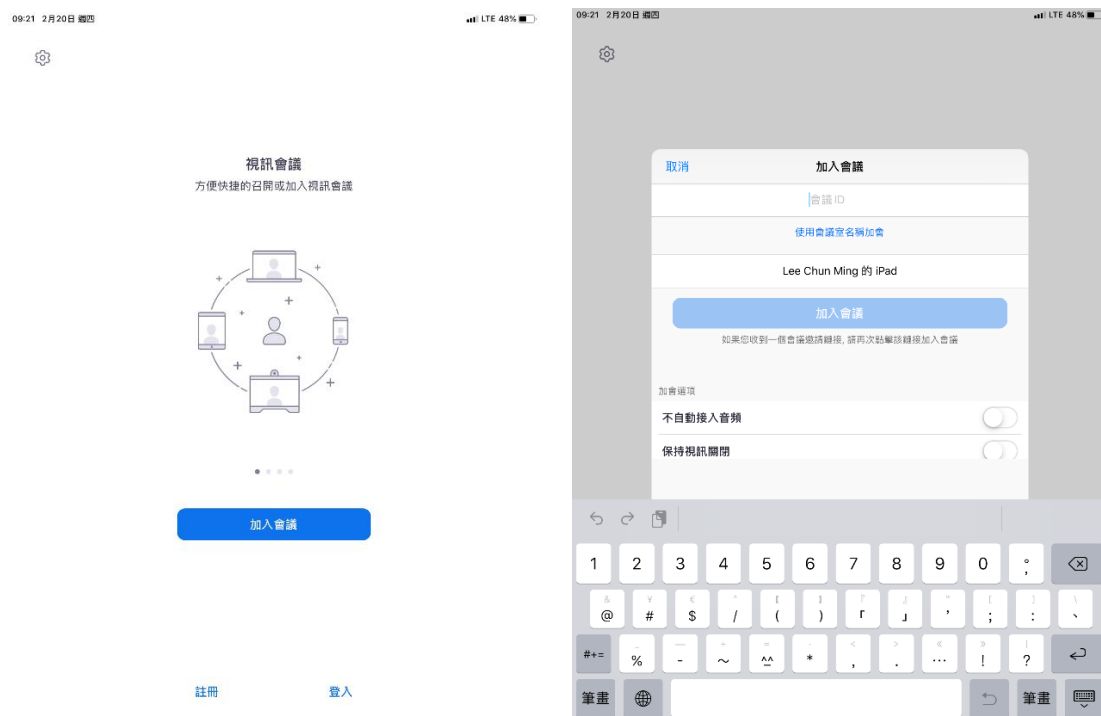 09:21 2月20日 週四
LTE 48%
視訊會議
方便快捷的召開或加入視訊會議
加入會議
註冊
登入
09:21 2月20日 週四
LTE 48%
取消
加入會議
會議 ID
使用會議室名稱加會
Lee Chun Ming 的 iPad
加入會議
如果您收到一個會議邀請鏈接, 請再次點擊該鏈接加入會議
加會選項
不自動接入音頻
保持視訊關閉
1 2 3 4 5 6 7 8 9 0 ° ,
& ¥ € * 【 】 『 』 " [ ] \
@ # $ / ( ) 「 」 ' ; : 、
_ — + = · < > 《 》 |
#+= % - ～ ^^ * , . … ! ?
筆畫
筆畫